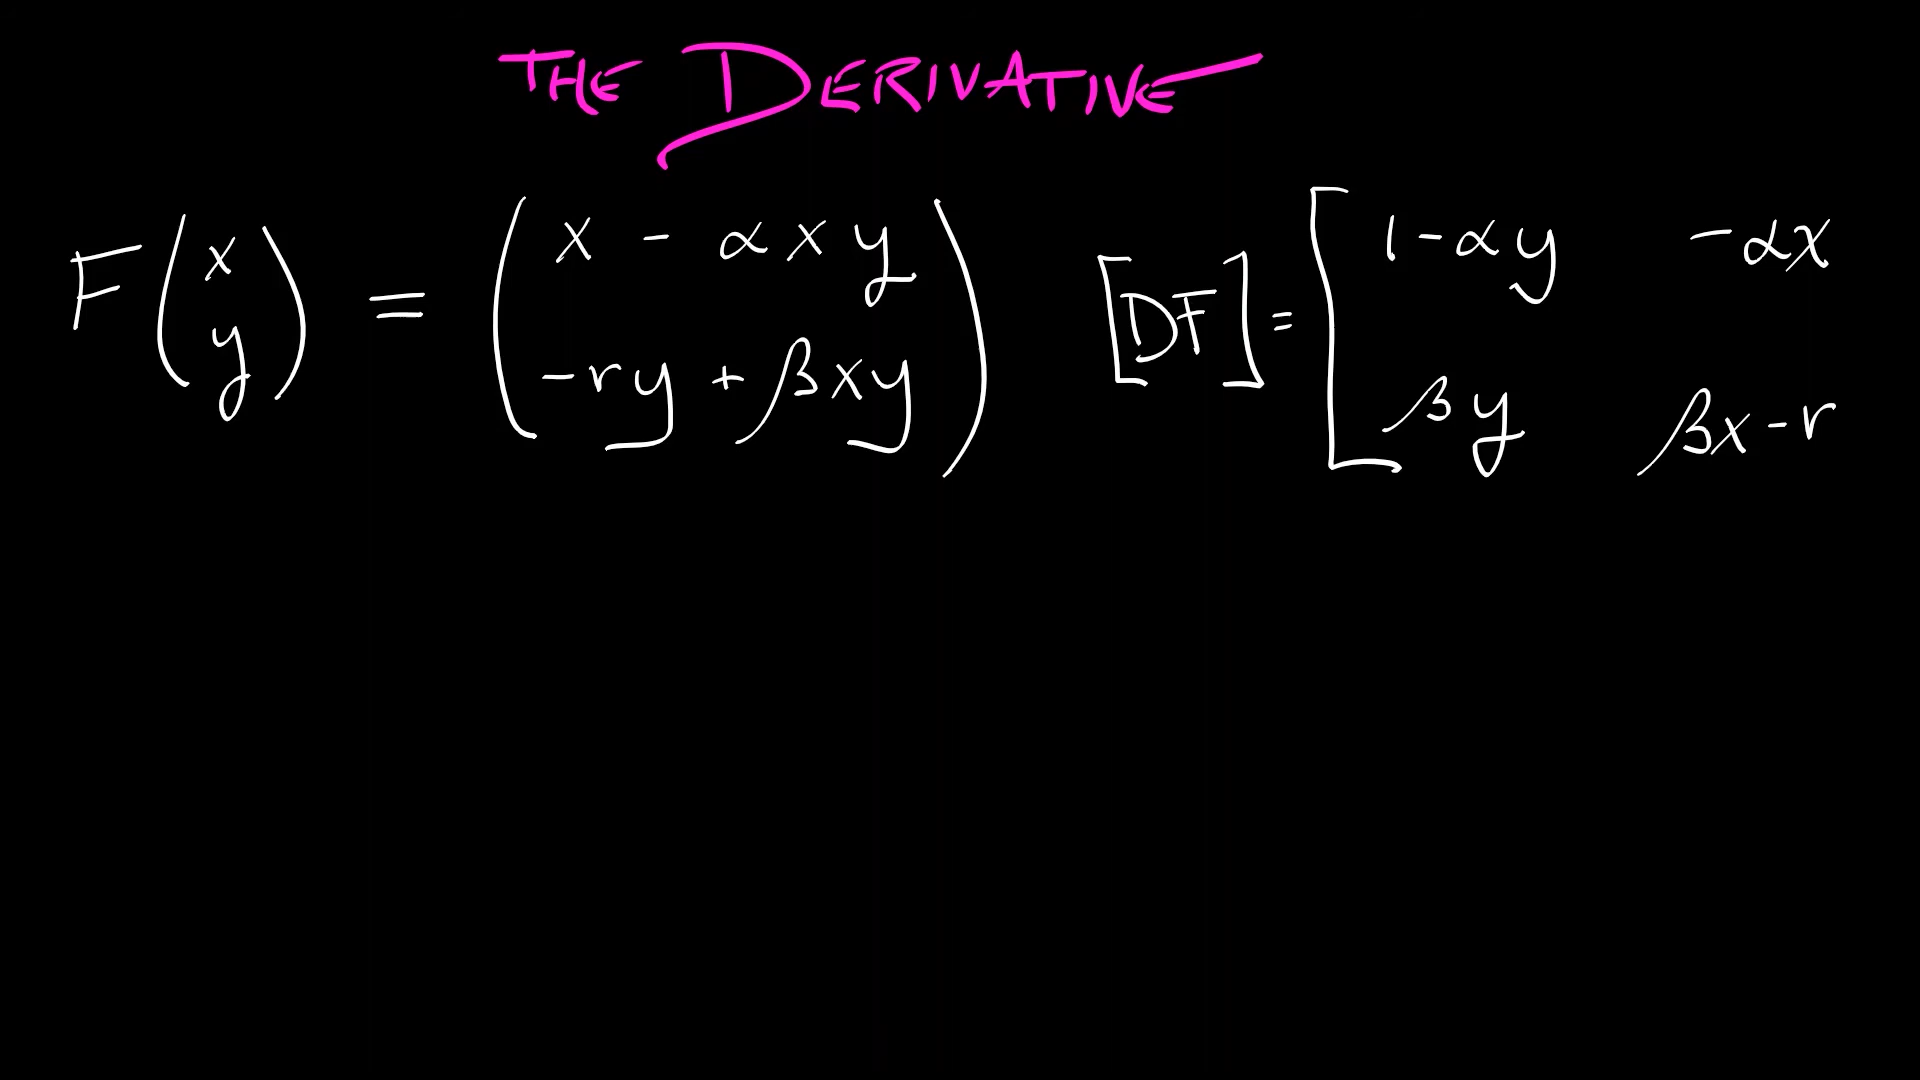 THE DERIVATIVE
F(x y) = (x - αxy
-ry + βxy)
[DF] = [1-αy -αx
βy βx-r